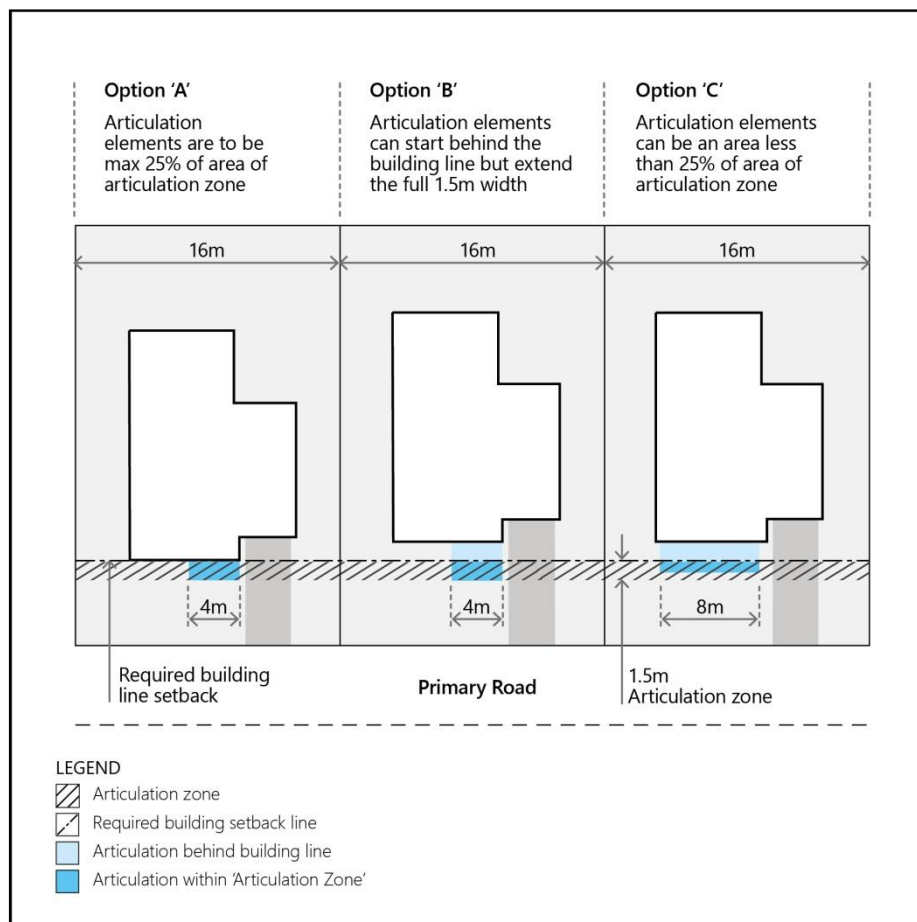 Option ‘A’
Articulation
elements are to be
max 25% of area of
articulation zone
Option ‘B’
Articulation elements
can start behind the
building line but extend
the full 1.5m width
Option ‘C’
Articulation elements
can be an area less
than 25% of area of
articulation zone
16m
16m
16m
4m
4m
8m
Required building
line setback
Primary Road
1.5m
Articulation zone
LEGEND
Articulation zone
Required building setback line
Articulation behind building line
Articulation within ‘Articulation Zone’